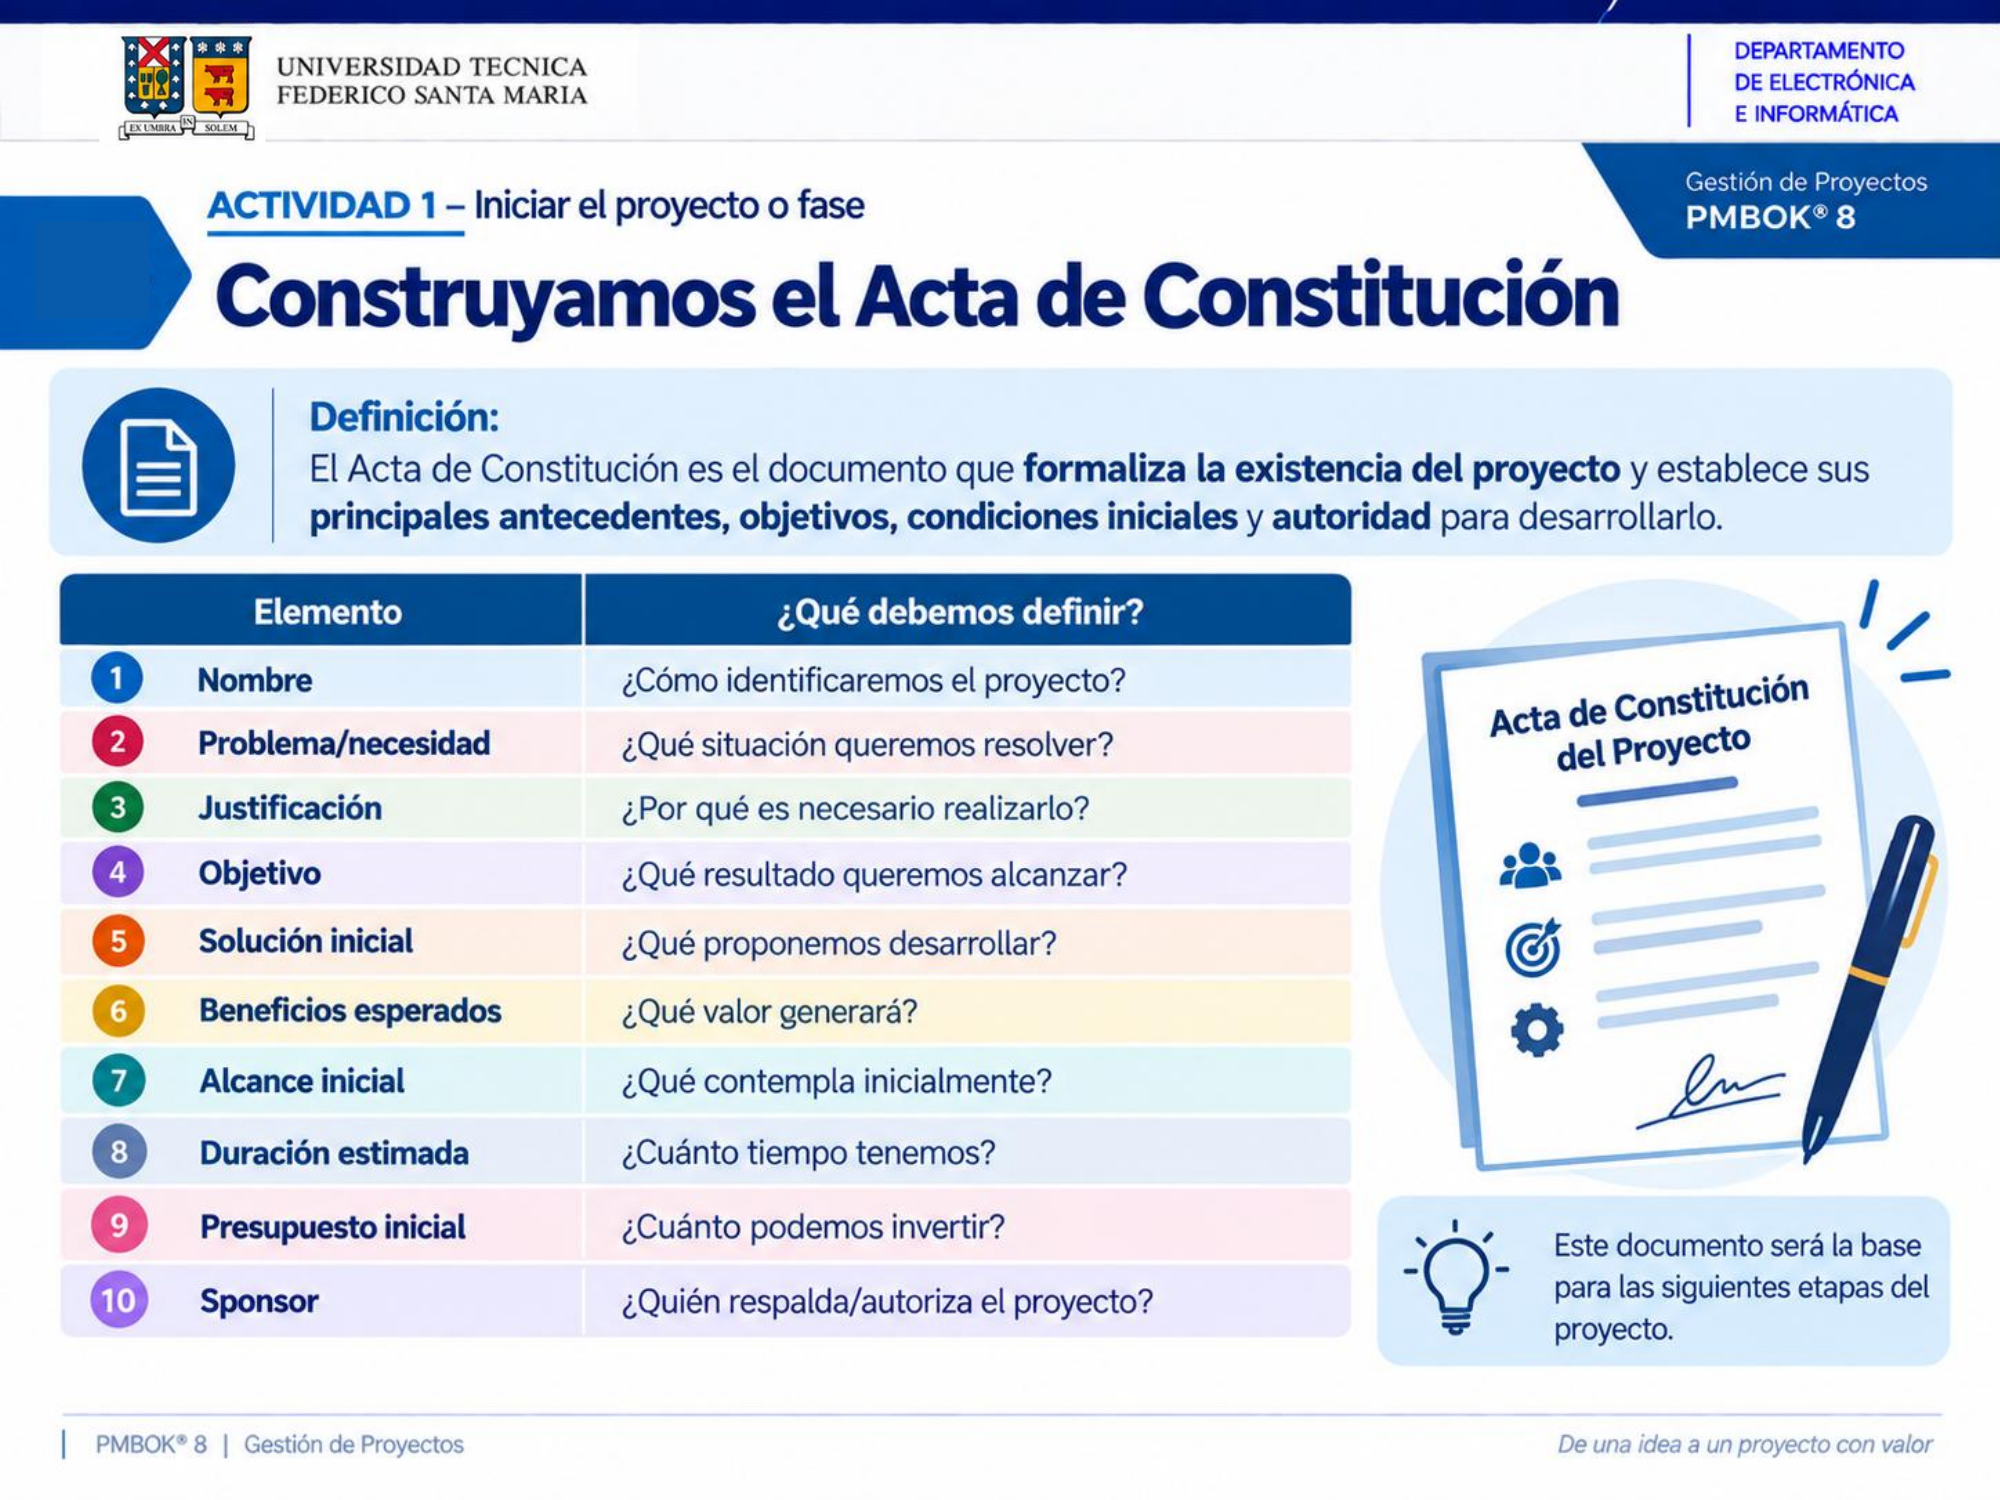 EX UMBRA IN SOLEM
UNIVERSIDAD TECNICA
FEDERICO SANTA MARIA
DEPARTAMENTO
DE ELECTRÓNICA
E INFORMÁTICA
Gestión de Proyectos
PMBOK® 8
ACTIVIDAD 1 – Iniciar el proyecto o fase
Construyamos el Acta de Constitución
Definición:
El Acta de Constitución es el documento que formaliza la existencia del proyecto y establece sus
principales antecedentes, objetivos, condiciones iniciales y autoridad para desarrollarlo.
Elemento ¿Qué debemos definir?
1 Nombre ¿Cómo identificaremos el proyecto?
2 Problema/necesidad ¿Qué situación queremos resolver?
3 Justificación ¿Por qué es necesario realizarlo?
4 Objetivo ¿Qué resultado queremos alcanzar?
5 Solución inicial ¿Qué proponemos desarrollar?
6 Beneficios esperados ¿Qué valor generará?
7 Alcance inicial ¿Qué contempla inicialmente?
8 Duración estimada ¿Cuánto tiempo tenemos?
9 Presupuesto inicial ¿Cuánto podemos invertir?
10 Sponsor ¿Quién respalda/autoriza el proyecto?
Acta de Constitución
del Proyecto
Este documento será la base
para las siguientes etapas del
proyecto.
PMBOK® 8 | Gestión de Proyectos
De una idea a un proyecto con valor